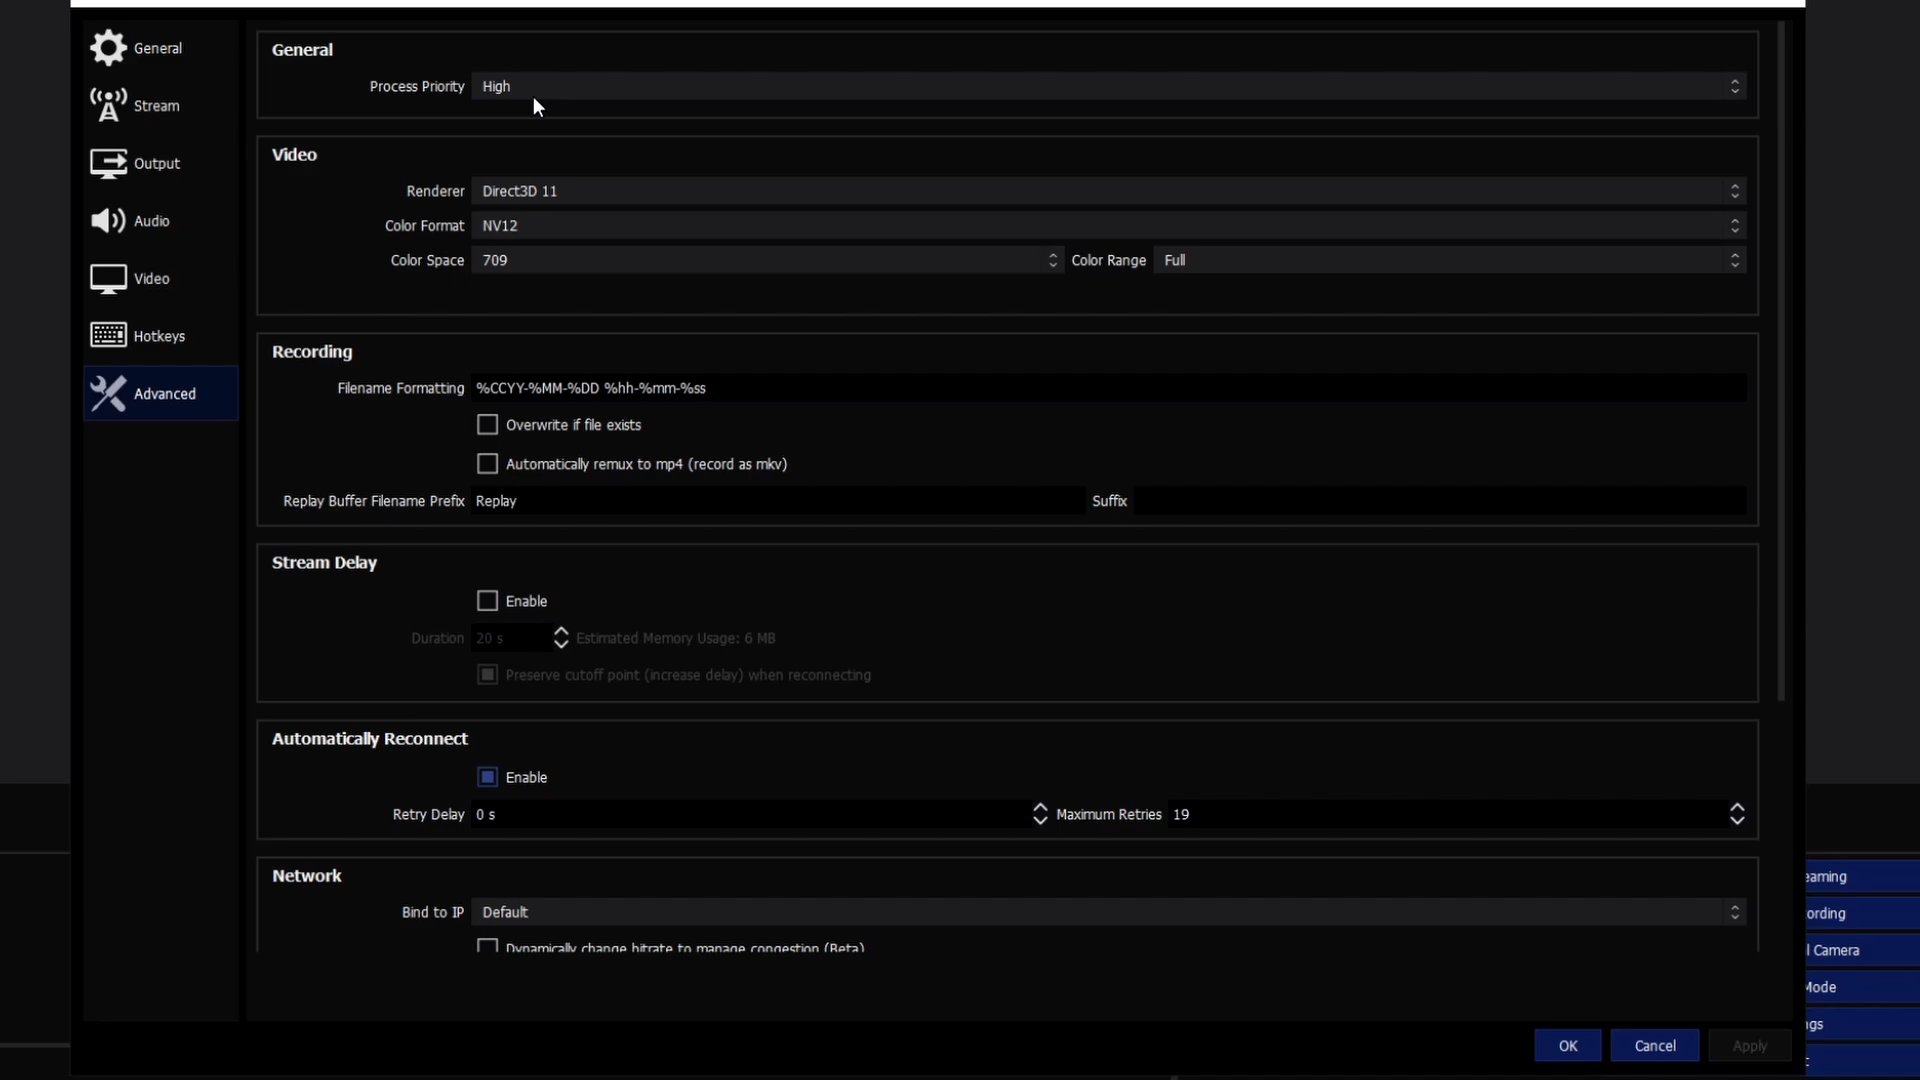 General
Stream
Output
Audio
Video
Hotkeys
Advanced
General
Process Priority High
Video
Renderer Direct3D 11
Color Format NV12
Color Space 709 Color Range Full
Recording
Filename Formatting %CCYY-%MM-%DD %hh-%mm-%ss
Overwrite if file exists
Automatically remux to mp4 (record as mkv)
Replay Buffer Filename Prefix Replay Suffix
Stream Delay
Enable
Duration 20 s Estimated Memory Usage: 6 MB
Preserve cutoff point (increase delay) when reconnecting
Automatically Reconnect
Enable
Retry Delay 0 s Maximum Retries 19
Network
Bind to IP Default
Dynamically change bitrate to manage congestion (Beta)
OK Cancel Apply
eaming
ording
l Camera
Mode
ngs